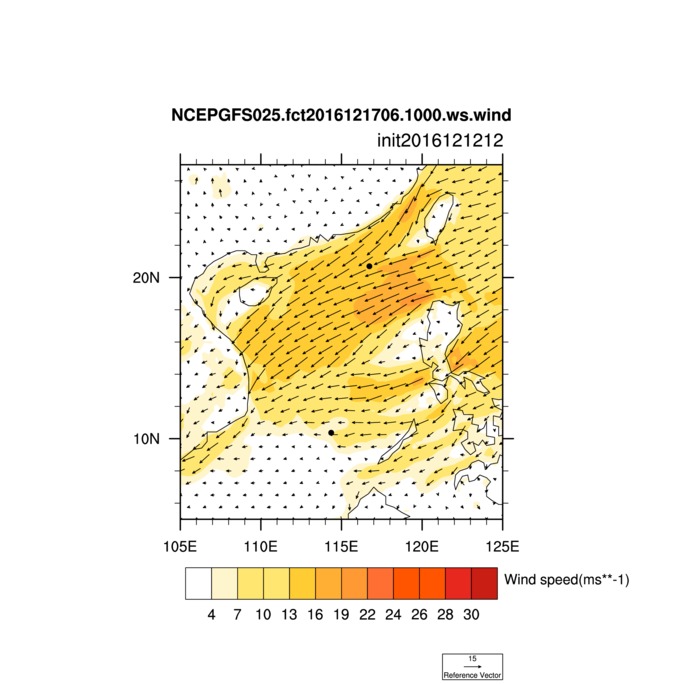 NCEPGFS025.fct2016121706.1000.ws.wind
init2016121212
20N
10N
105E 110E 115E 120E 125E
Wind speed(ms**-1)
4 7 10 13 16 19 22 24 26 28 30
15
Reference Vector